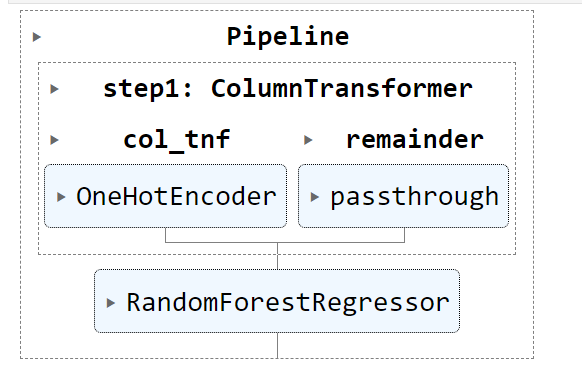 Pipeline
step1: ColumnTransformer
col_tnf remainder
OneHotEncoder passthrough
RandomForestRegressor